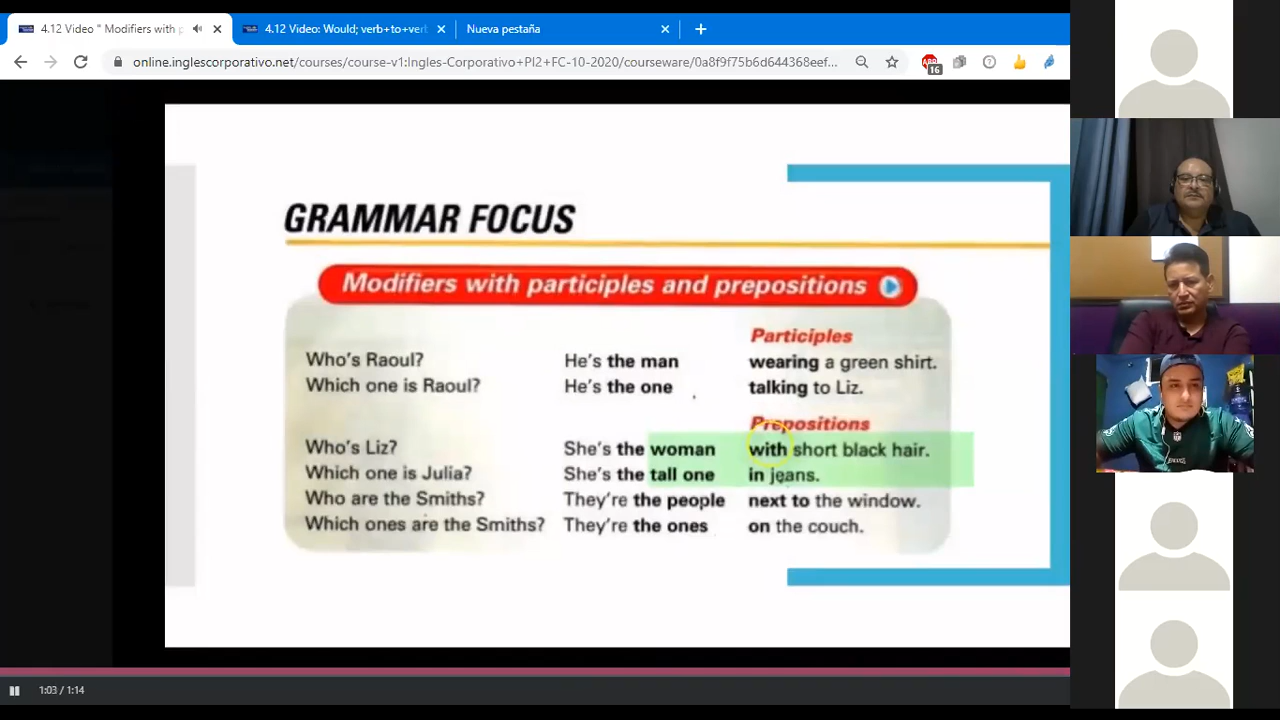 4.12 Video " Modifiers with p
4.12 Video: Would; verb+to+verb
Nueva pestaña
online.inglescorporativo.net/courses/course-v1:Ingles-Corporativo+PI2+FC-10-2020/courseware/0a8f9f75b6d644368eef...
ABP
16
GRAMMAR FOCUS
Modifiers with participles and prepositions
Participles
Who's Raoul? He's the man wearing a green shirt.
Which one is Raoul? He's the one talking to Liz.
Prepositions
Who's Liz? She's the woman with short black hair.
Which one is Julia? She's the tall one in jeans.
Who are the Smiths? They're the people next to the window.
Which ones are the Smiths? They're the ones on the couch.
1:03 / 1:14